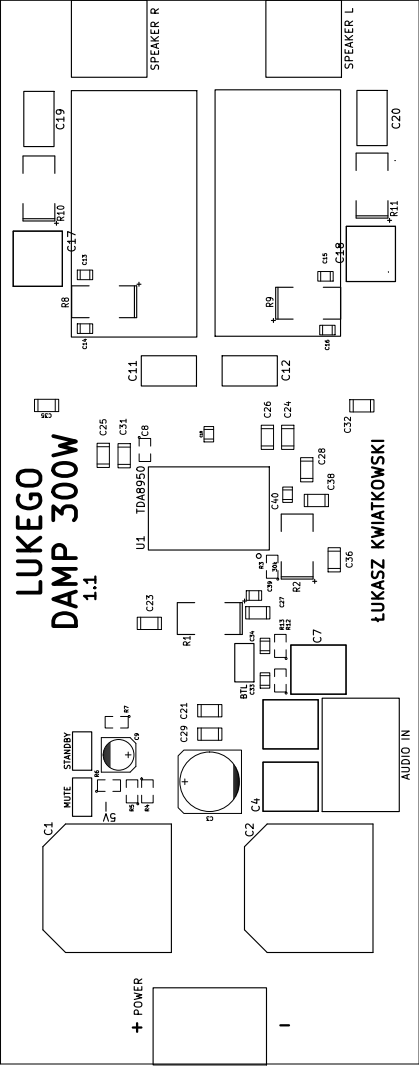 SPEAKER R
SPEAKER L
C19
C20
R10
R11
C17
C18
C13
C15
R8
R9
C14
C16
C11
C12
C35
C32
C25
C31
C8
C26
C24
C28
C38
C40
TDA8950
U1
LUKEGO
DAMP 300W
1.1
ŁUKASZ KWIATKOWSKI
C36
R3
C39
R2
C23
R1
C27
C34
R13
R12
C7
BTL
C33
R7
C21
C29
C9
STANDBY
MUTE
R6
R5
R4
-5V
C3
C4
AUDIO IN
C1
C2
+ POWER -